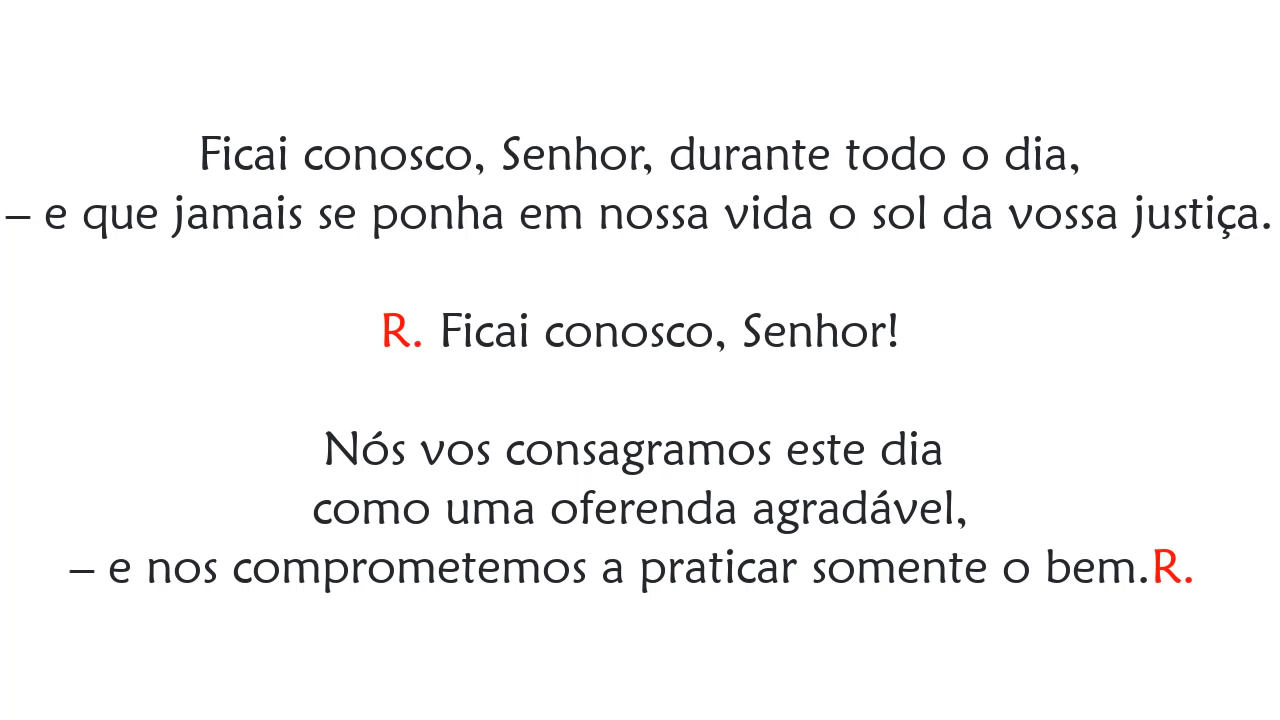 Ficai conosco, Senhor, durante todo o dia,
– e que jamais se ponha em nossa vida o sol da vossa justiça.
R. Ficai conosco, Senhor!
Nós vos consagramos este dia
como uma oferenda agradável,
– e nos comprometemos a praticar somente o bem.R.